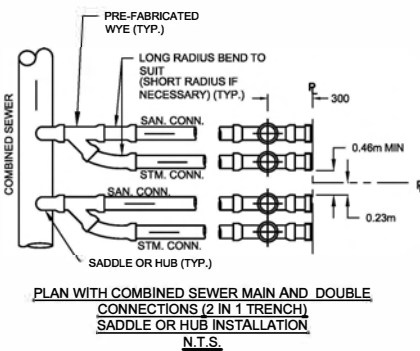 PRE-FABRICATED
WYE (TYP.)
LONG RADIUS BEND TO
SUIT
(SHORT RADIUS IF
NECESSARY) (TYP.)
PL
300
COMBINED SEWER
SAN. CONN.
STM. CONN.
0.46m MIN
SAN. CONN.
P
0.23m
STM. CONN.
SADDLE OR HUB (TYP.)
PLAN WITH COMBINED SEWER MAIN AND DOUBLE
CONNECTIONS (2 IN 1 TRENCH)
SADDLE OR HUB INSTALLATION
N.T.S.